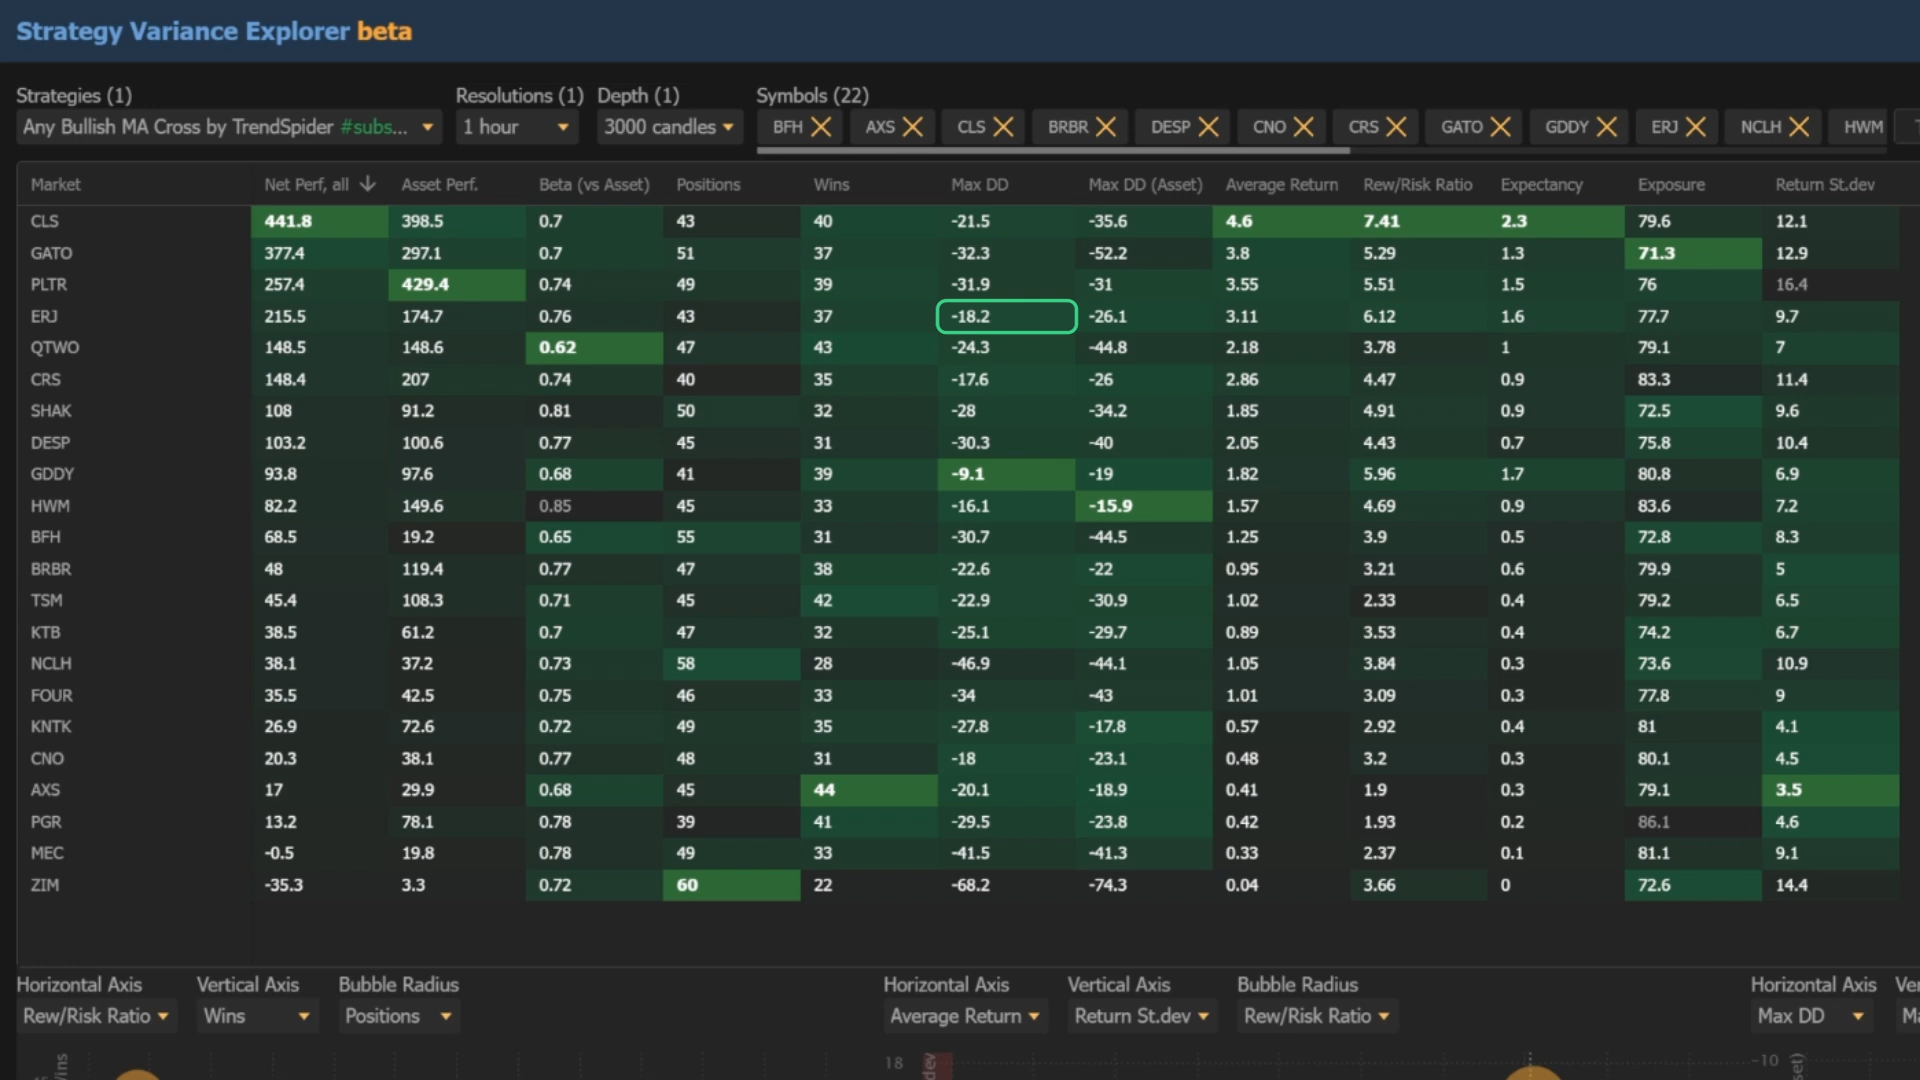 Strategy Variance Explorer beta
Strategies (1) Resolutions (1) Depth (1) Symbols (22)
Any Bullish MA Cross by TrendSpider #subs... 1 hour 3000 candles BFH AXS CLS BRBR DESP CNO CRS GATO GDDY ERJ NCLH HWM
Market Net Perf, all Asset Perf. Beta (vs Asset) Positions Wins Max DD Max DD (Asset) Average Return Rew/Risk Ratio Expectancy Exposure Return St.dev
CLS 441.8 398.5 0.7 43 40 -21.5 -35.6 4.6 7.41 2.3 79.6 12.1
GATO 377.4 297.1 0.7 51 37 -32.3 -52.2 3.8 5.29 1.3 71.3 12.9
PLTR 257.4 429.4 0.74 49 39 -31.9 -31 3.55 5.51 1.5 76 16.4
ERJ 215.5 174.7 0.76 43 37 -18.2 -26.1 3.11 6.12 1.6 77.7 9.7
QTWO 148.5 148.6 0.62 47 43 -24.3 -44.8 2.18 3.78 1 79.1 7
CRS 148.4 207 0.74 40 35 -17.6 -26 2.86 4.47 0.9 83.3 11.4
SHAK 108 91.2 0.81 50 32 -28 -34.2 1.85 4.91 0.9 72.5 9.6
DESP 103.2 100.6 0.77 45 31 -30.3 -40 2.05 4.43 0.7 75.8 10.4
GDDY 93.8 97.6 0.68 41 39 -9.1 -19 1.82 5.96 1.7 80.8 6.9
HWM 82.2 149.6 0.85 45 33 -16.1 -15.9 1.57 4.69 0.9 83.6 7.2
BFH 68.5 19.2 0.65 55 31 -30.7 -44.5 1.25 3.9 0.5 72.8 8.3
BRBR 48 119.4 0.77 47 38 -22.6 -22 0.95 3.21 0.6 79.9 5
TSM 45.4 108.3 0.71 45 42 -22.9 -30.9 1.02 2.33 0.4 79.2 6.5
KTB 38.5 61.2 0.7 47 32 -25.1 -29.7 0.89 3.53 0.4 74.2 6.7
NCLH 38.1 37.2 0.73 58 28 -46.9 -44.1 1.05 3.84 0.3 73.6 10.9
FOUR 35.5 42.5 0.75 46 33 -34 -43 1.01 3.09 0.3 77.8 9
KNTK 26.9 72.6 0.72 49 35 -27.8 -17.8 0.57 2.92 0.4 81 4.1
CNO 20.3 38.1 0.77 48 31 -18 -23.1 0.48 3.2 0.3 80.1 4.5
AXS 17 29.9 0.68 45 44 -20.1 -18.9 0.41 1.9 0.3 79.1 3.5
PGR 13.2 78.1 0.78 39 41 -29.5 -23.8 0.42 1.93 0.2 86.1 4.6
MEC -0.5 19.8 0.78 49 33 -41.5 -41.3 0.33 2.37 0.1 81.1 9.1
ZIM -35.3 3.3 0.72 60 22 -68.2 -74.3 0.04 3.66 0 72.6 14.4
Horizontal Axis Vertical Axis Bubble Radius Horizontal Axis Vertical Axis Bubble Radius Horizontal Axis
Rew/Risk Ratio Wins Positions Average Return Return St.dev Rew/Risk Ratio Max DD
18 -10